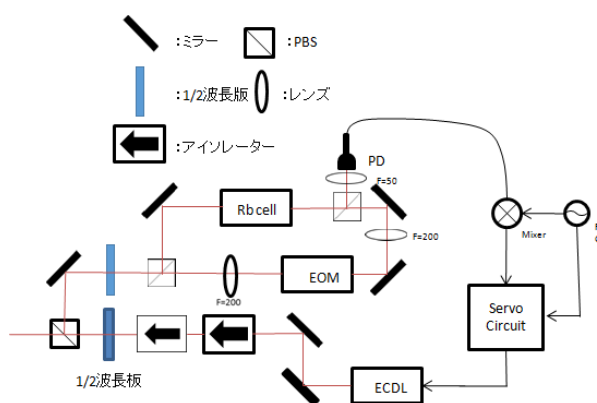 :ミラー
:PBS
:1/2波長版
:レンズ
:アイソレーター
PD
F=50
Rb cell
F=200
Mixer
EOM
F=200
Servo
Circuit
1/2波長板
ECDL